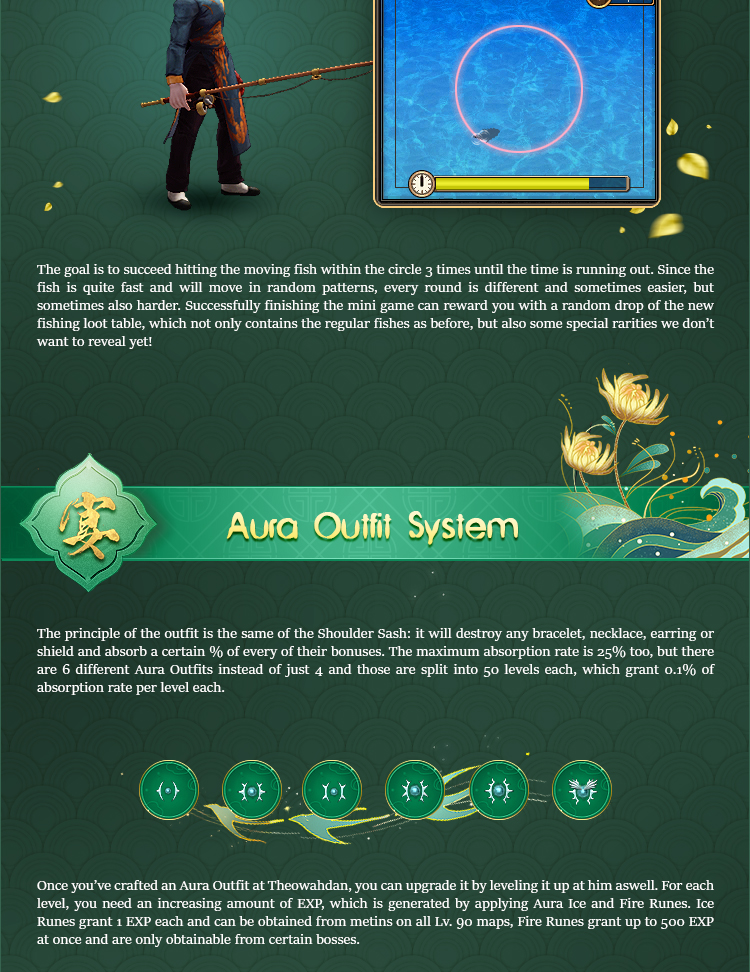 The goal is to succeed hitting the moving fish within the circle 3 times until the time is running out. Since the
fish is quite fast and will move in random patterns, every round is different and sometimes easier, but
sometimes also harder. Successfully finishing the mini game can reward you with a random drop of the new
fishing loot table, which not only contains the regular fishes as before, but also some special rarities we don't
want to reveal yet!
宴
Aura Outfit System
The principle of the outfit is the same of the Shoulder Sash: it will destroy any bracelet, necklace, earring or
shield and absorb a certain % of every of their bonuses. The maximum absorption rate is 25% too, but there
are 6 different Aura Outfits instead of just 4 and those are split into 50 levels each, which grant 0.1% of
absorption rate per level each.
Once you've crafted an Aura Outfit at Theowahdan, you can upgrade it by leveling it up at him aswell. For each
level, you need an increasing amount of EXP, which is generated by applying Aura Ice and Fire Runes. Ice
Runes grant 1 EXP each and can be obtained from metins on all Lv. 90 maps, Fire Runes grant up to 500 EXP
at once and are only obtainable from certain bosses.